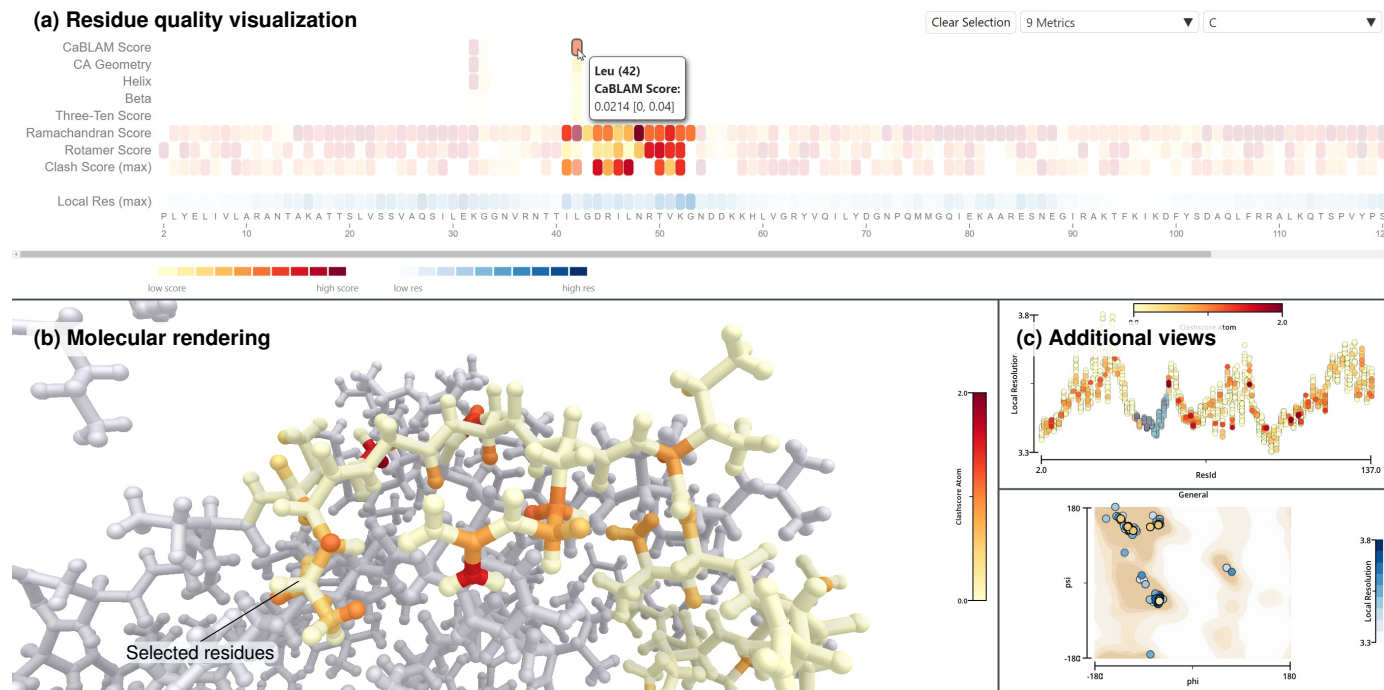 (a) Residue quality visualization
Clear Selection
9 Metrics
C
CaBLAM Score
CA Geometry
Helix
Beta
Three-Ten Score
Ramachandran Score
Rotamer Score
Clash Score (max)
Leu (42)
CaBLAM Score:
0.0214 [0, 0.04]
Local Res (max)
P L Y E L I V L A R A N T A K A T T S L V S S V A Q S I L E K G G N V R N T T I L G D R I L N R T V K G N D D K K H L V G R Y V Q I L Y D G N P Q M M G Q I E K A A R E S N E G I R A K T F K I K D F Y S D A Q L F R R A L K Q T S P V Y P S
2 10 20 30 40 50 60 70 80 90 100 110 12
low score high score low res high res
(b) Molecular rendering
Selected residues
2.0
Clashscore Atom
0.0
(c) Additional views
3.8
Local Resolution
3.3
2.0
2.0 137.0
ResId
General
180
psi
-180
-180 180
phi
3.8
Local Resolution
3.3